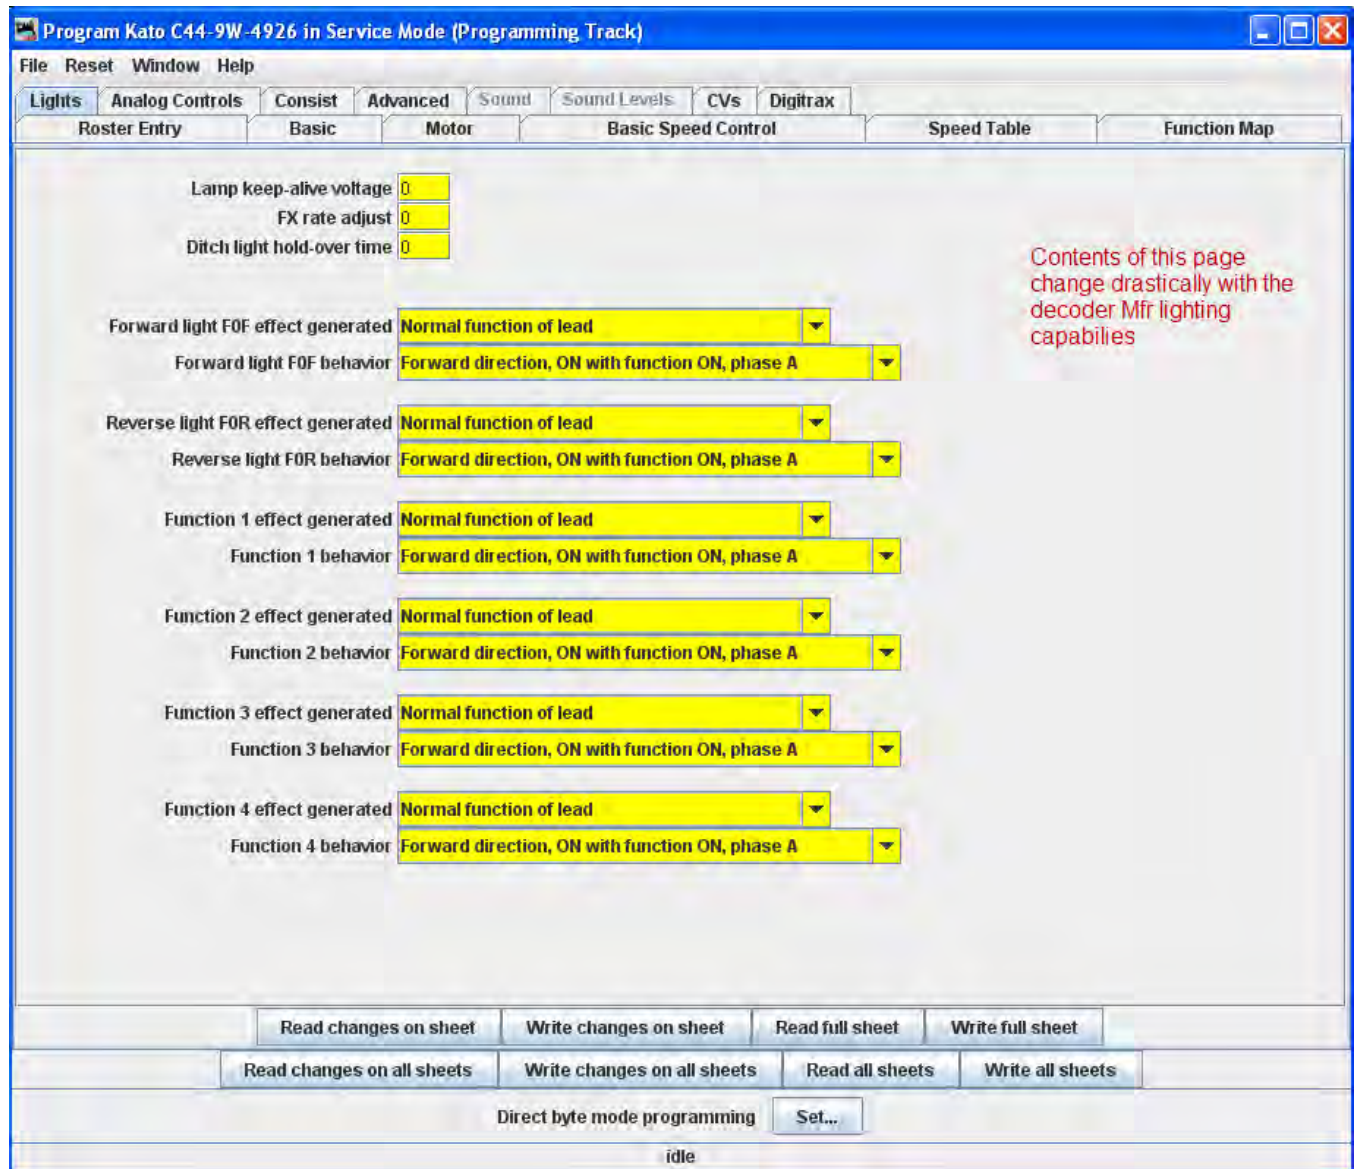 Program Kato C44-9W-4926 in Service Mode (Programming Track)
File Reset Window Help
Lights Analog Controls Consist Advanced Sound Sound Levels CVs Digitrax
Roster Entry Basic Motor Basic Speed Control Speed Table Function Map
Lamp keep-alive voltage 0
FX rate adjust 0
Ditch light hold-over time 0
Contents of this page
change drastically with the
decoder Mfr lighting
capabilies
Forward light F0F effect generated Normal function of lead
Forward light F0F behavior Forward direction, ON with function ON, phase A
Reverse light F0R effect generated Normal function of lead
Reverse light F0R behavior Forward direction, ON with function ON, phase A
Function 1 effect generated Normal function of lead
Function 1 behavior Forward direction, ON with function ON, phase A
Function 2 effect generated Normal function of lead
Function 2 behavior Forward direction, ON with function ON, phase A
Function 3 effect generated Normal function of lead
Function 3 behavior Forward direction, ON with function ON, phase A
Function 4 effect generated Normal function of lead
Function 4 behavior Forward direction, ON with function ON, phase A
Read changes on sheet Write changes on sheet Read full sheet Write full sheet
Read changes on all sheets Write changes on all sheets Read all sheets Write all sheets
Direct byte mode programming Set...
idle